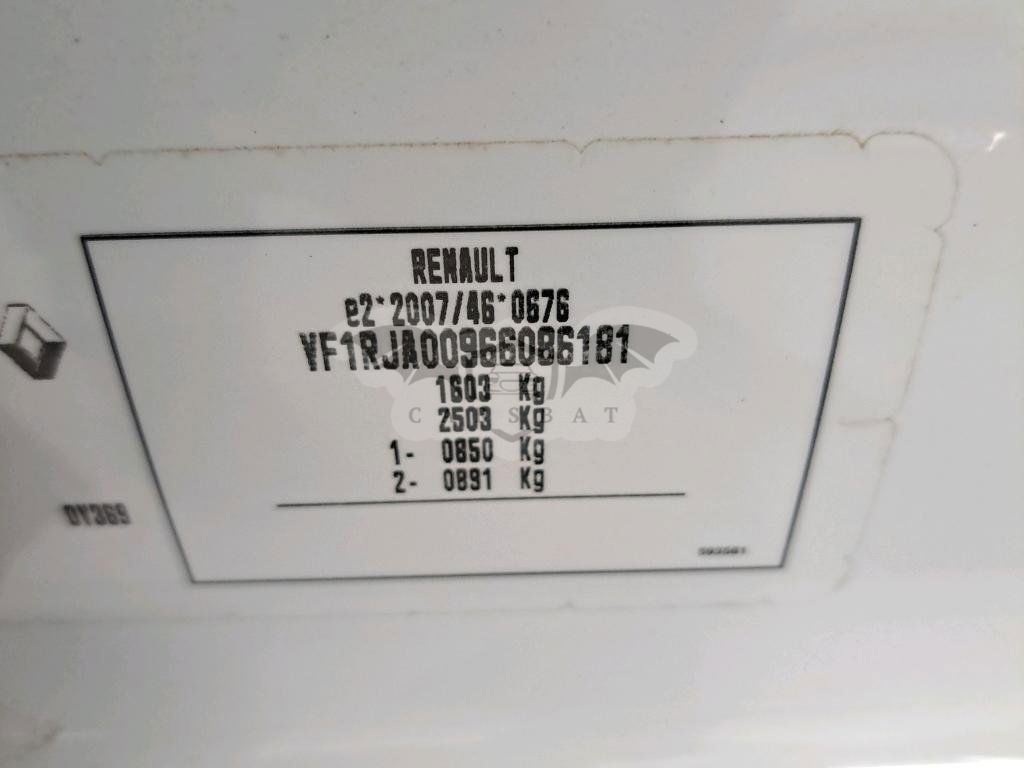 RENAULT
e2*2007/46*0676
VF1RJA00966086181
1603 Kg
2503 Kg
1- 0850 Kg
2- 0891 Kg
0Y369